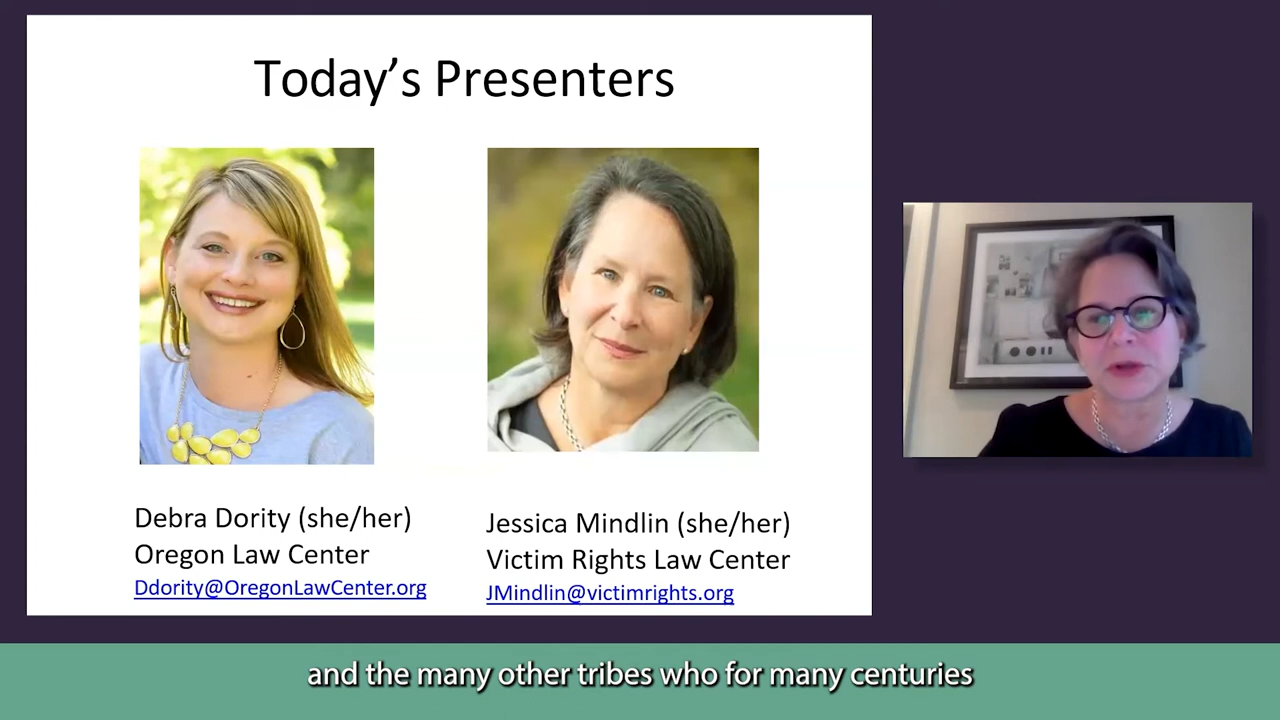 Today’s Presenters
Debra Dority (she/her)
Oregon Law Center
Ddority@OregonLawCenter.org
Jessica Mindlin (she/her)
Victim Rights Law Center
JMindlin@victimrights.org
and the many other tribes who for many centuries